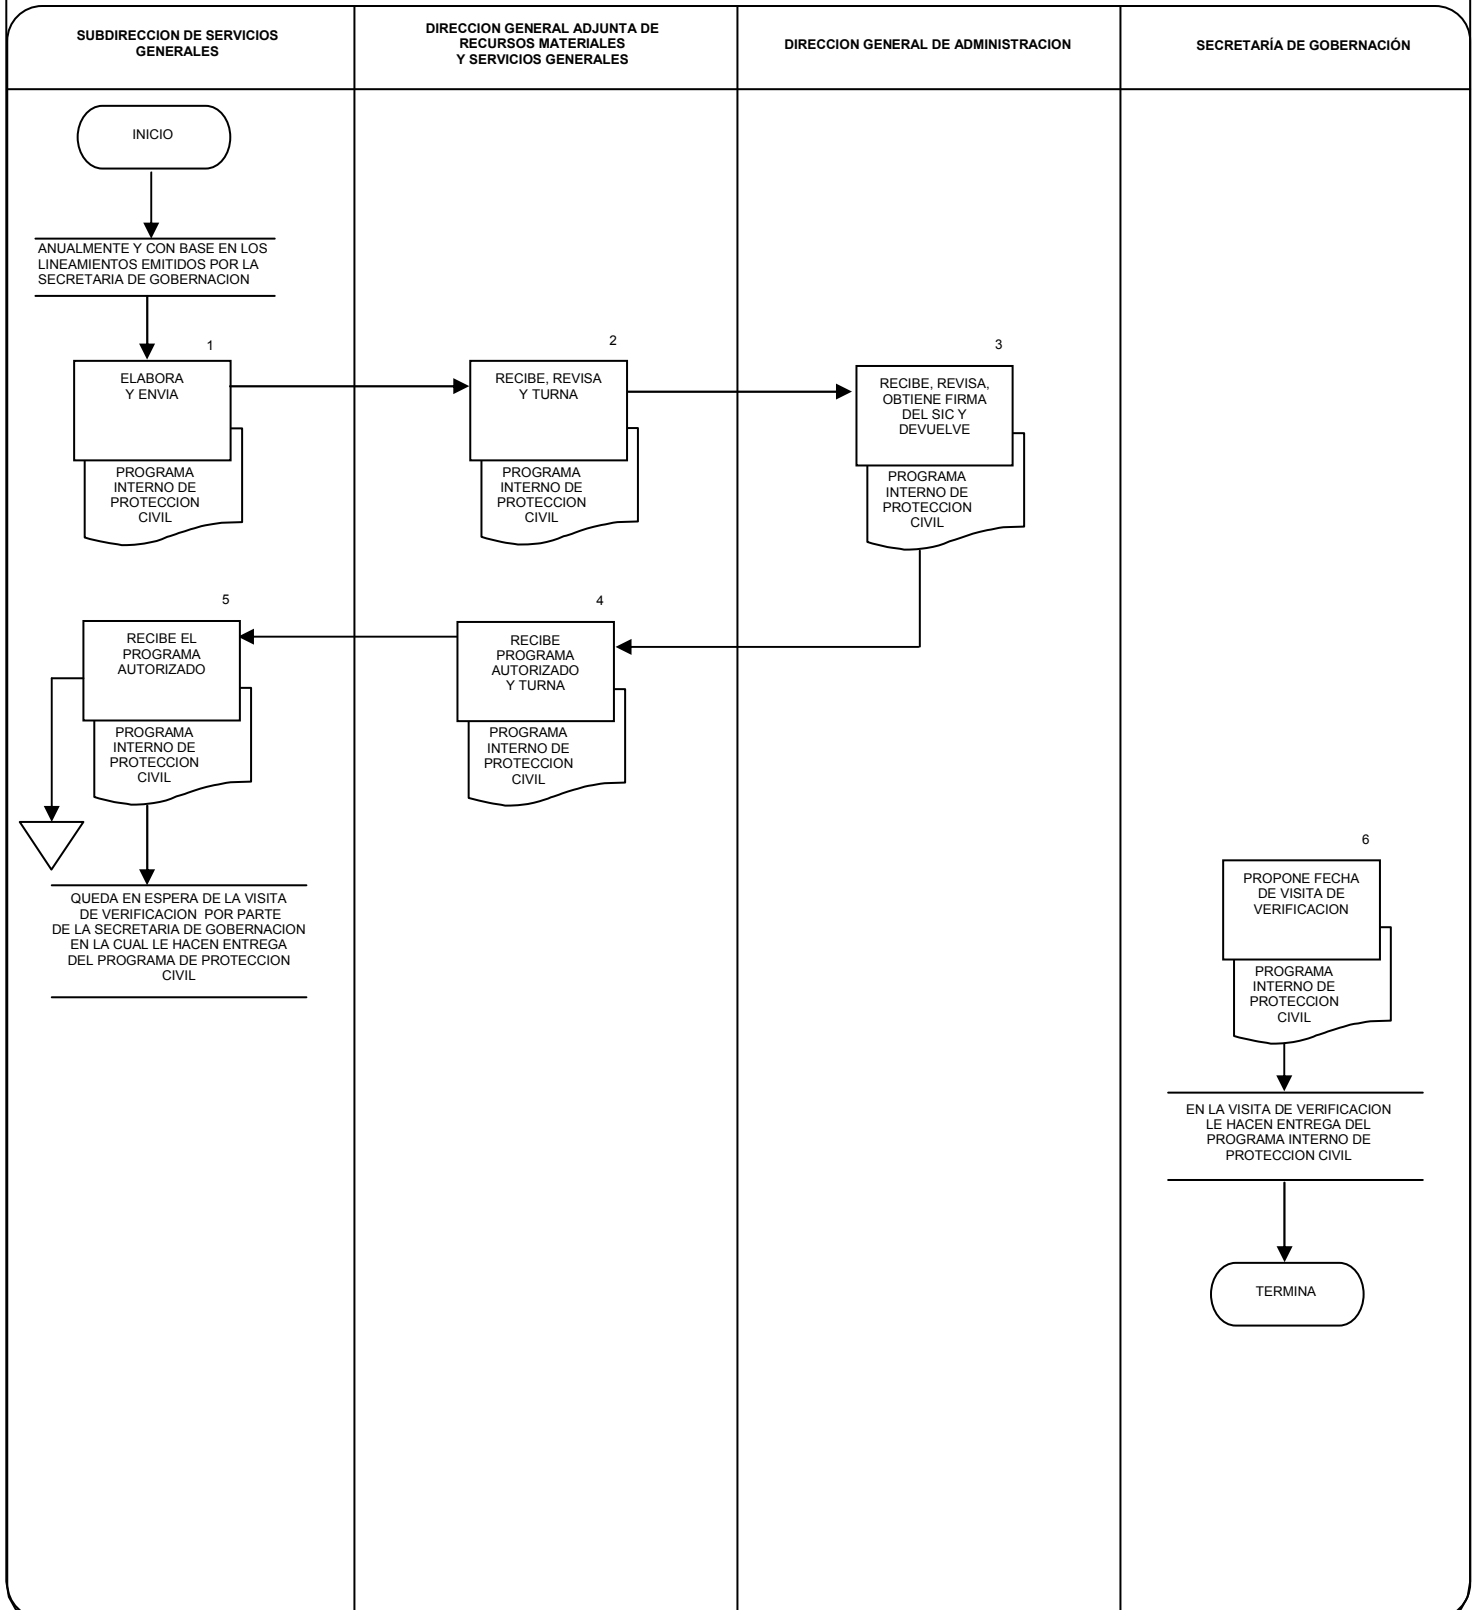 SUBDIRECCION DE SERVICIOS
GENERALES
DIRECCION GENERAL ADJUNTA DE
RECURSOS MATERIALES
Y SERVICIOS GENERALES
DIRECCION GENERAL DE ADMINISTRACION
SECRETARÍA DE GOBERNACIÓN
INICIO
ANUALMENTE Y CON BASE EN LOS
LINEAMIENTOS EMITIDOS POR LA
SECRETARIA DE GOBERNACION
1
ELABORA
Y ENVIA
PROGRAMA
INTERNO DE
PROTECCION
CIVIL
2
RECIBE, REVISA
Y TURNA
PROGRAMA
INTERNO DE
PROTECCION
CIVIL
3
RECIBE, REVISA,
OBTIENE FIRMA
DEL SIC Y
DEVUELVE
PROGRAMA
INTERNO DE
PROTECCION
CIVIL
4
RECIBE
PROGRAMA
AUTORIZADO
Y TURNA
PROGRAMA
INTERNO DE
PROTECCION
CIVIL
5
RECIBE EL
PROGRAMA
AUTORIZADO
PROGRAMA
INTERNO DE
PROTECCION
CIVIL
QUEDA EN ESPERA DE LA VISITA
DE VERIFICACION POR PARTE
DE LA SECRETARIA DE GOBERNACION
EN LA CUAL LE HACEN ENTREGA
DEL PROGRAMA DE PROTECCION
CIVIL
6
PROPONE FECHA
DE VISITA DE
VERIFICACION
PROGRAMA
INTERNO DE
PROTECCION
CIVIL
EN LA VISITA DE VERIFICACION
LE HACEN ENTREGA DEL
PROGRAMA INTERNO DE
PROTECCION CIVIL
TERMINA